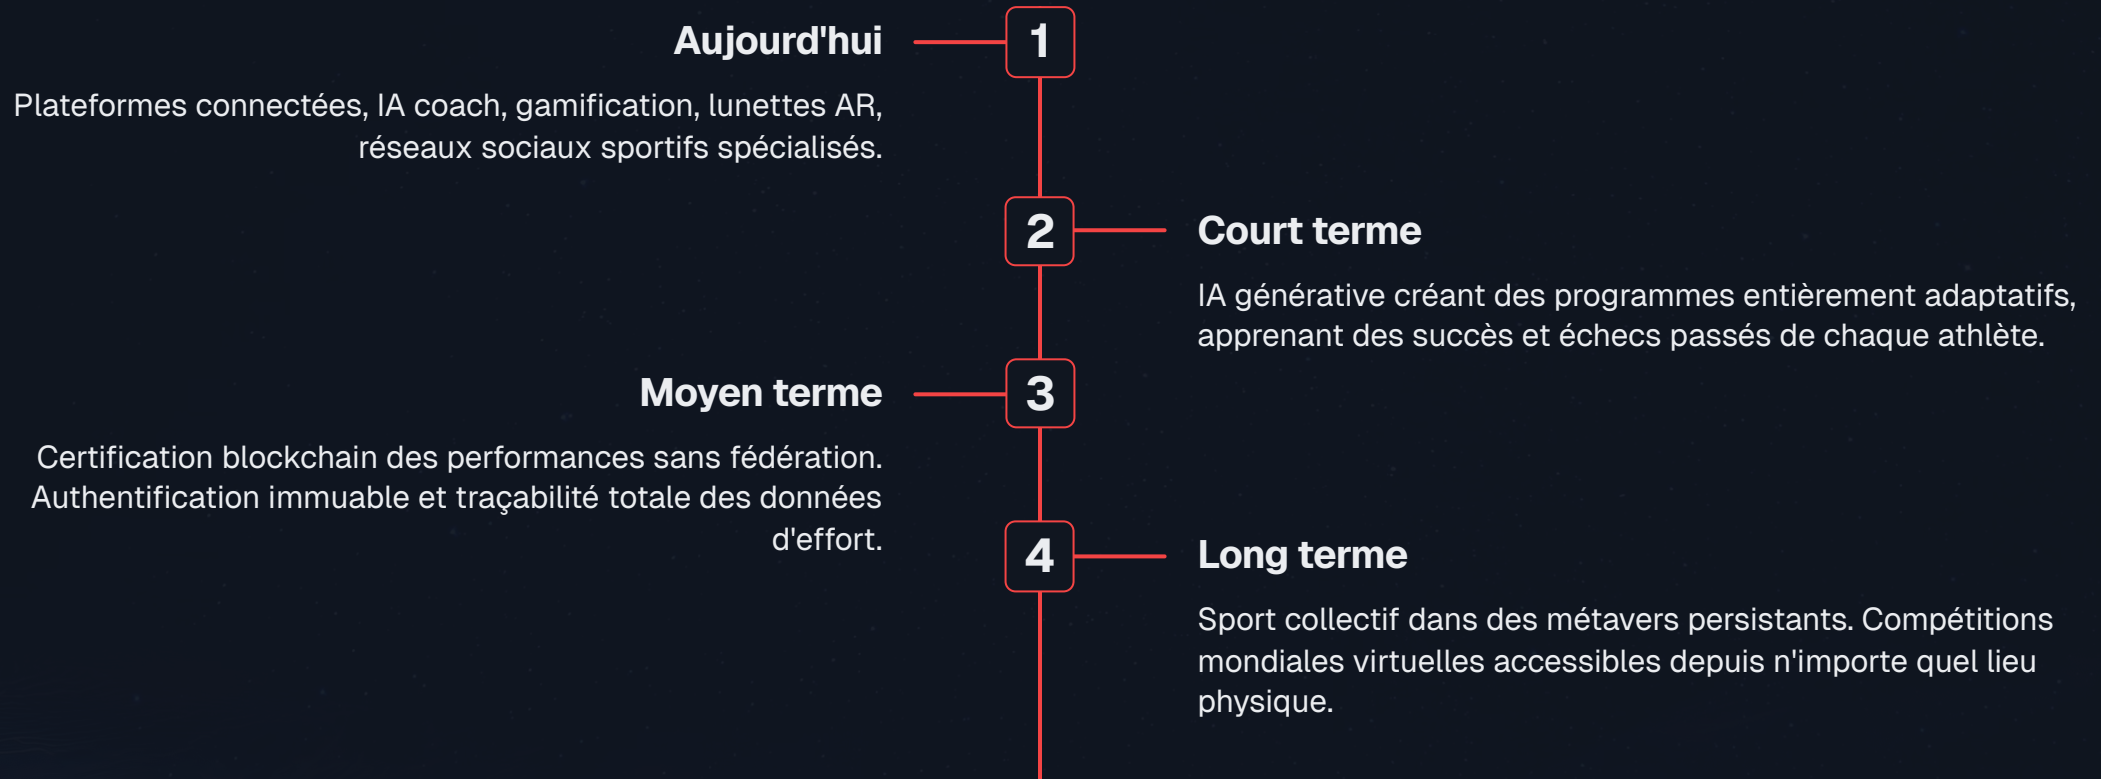 Aujourd'hui
1
Plateformes connectées, IA coach, gamification, lunettes AR,
réseaux sociaux sportifs spécialisés.
2
Court terme
IA générative créant des programmes entièrement adaptatifs,
apprenant des succès et échecs passés de chaque athlète.
Moyen terme
3
Certification blockchain des performances sans fédération.
Authentification immuable et traçabilité totale des données
d'effort.
4
Long terme
Sport collectif dans des métavers persistants. Compétitions
mondiales virtuelles accessibles depuis n'importe quel lieu
physique.